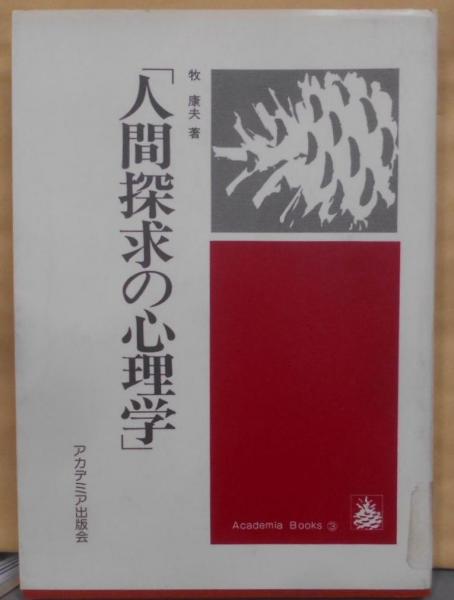 牧 康夫 著
「人間探求の心理学」
アカデミア出版会
Academia Books ③